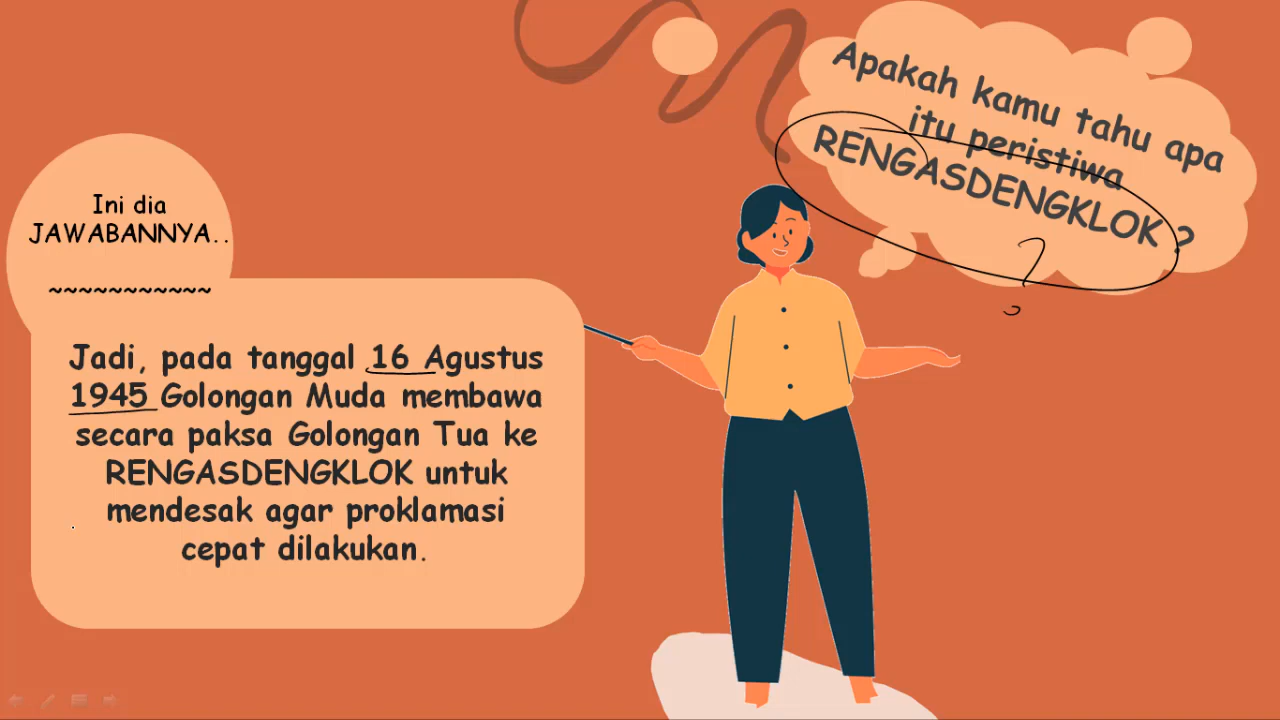 Apakah kamu tahu apa
itu peristiwa
RENGASDENGKLOK ?
?
Ini dia
JAWABANNYA..
~~~~~~~~~~~
Jadi, pada tanggal 16 Agustus
1945 Golongan Muda membawa
secara paksa Golongan Tua ke
RENGASDENGKLOK untuk
mendesak agar proklamasi
cepat dilakukan.